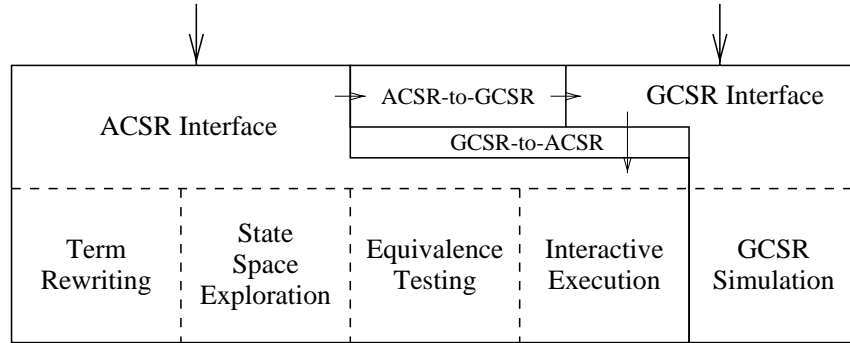 ACSR Interface
ACSR-to-GCSR
GCSR Interface
GCSR-to-ACSR
Term
Rewriting
State
Space
Exploration
Equivalence
Testing
Interactive
Execution
GCSR
Simulation